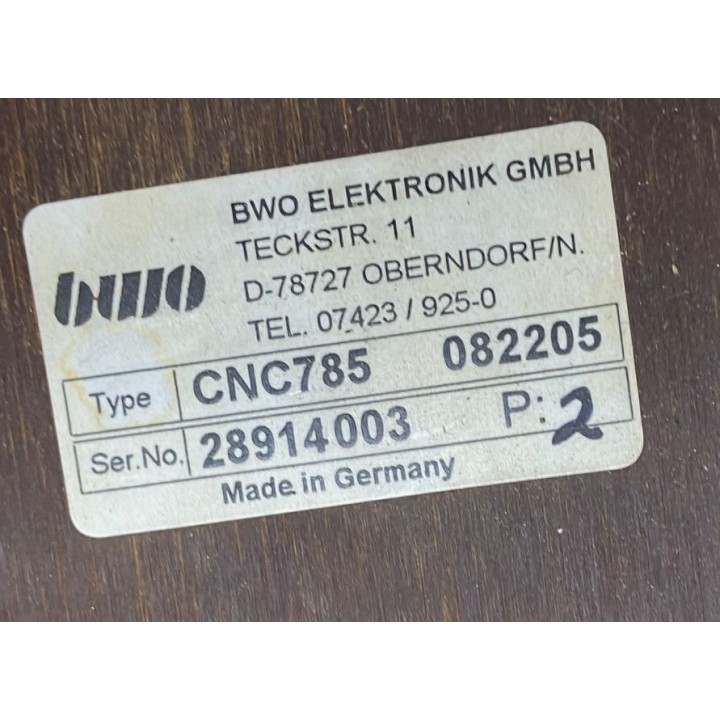 BWO ELEKTRONIK GMBH
TECKSTR. 11
D-78727 OBERNDORF/N.
TEL. 07423 / 925-0
bwo
Type CNC785 082205
Ser.No. 28914003 P: 2
Made in Germany